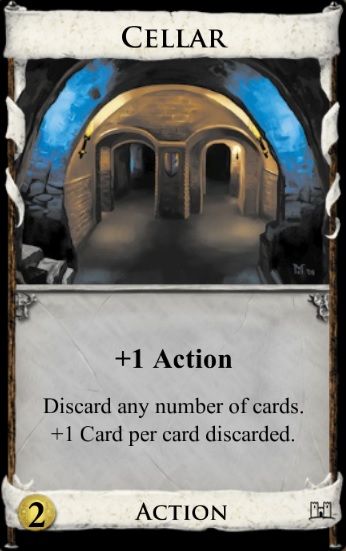 CELLAR
+1 Action
Discard any number of cards.
+1 Card per card discarded.
2 ACTION